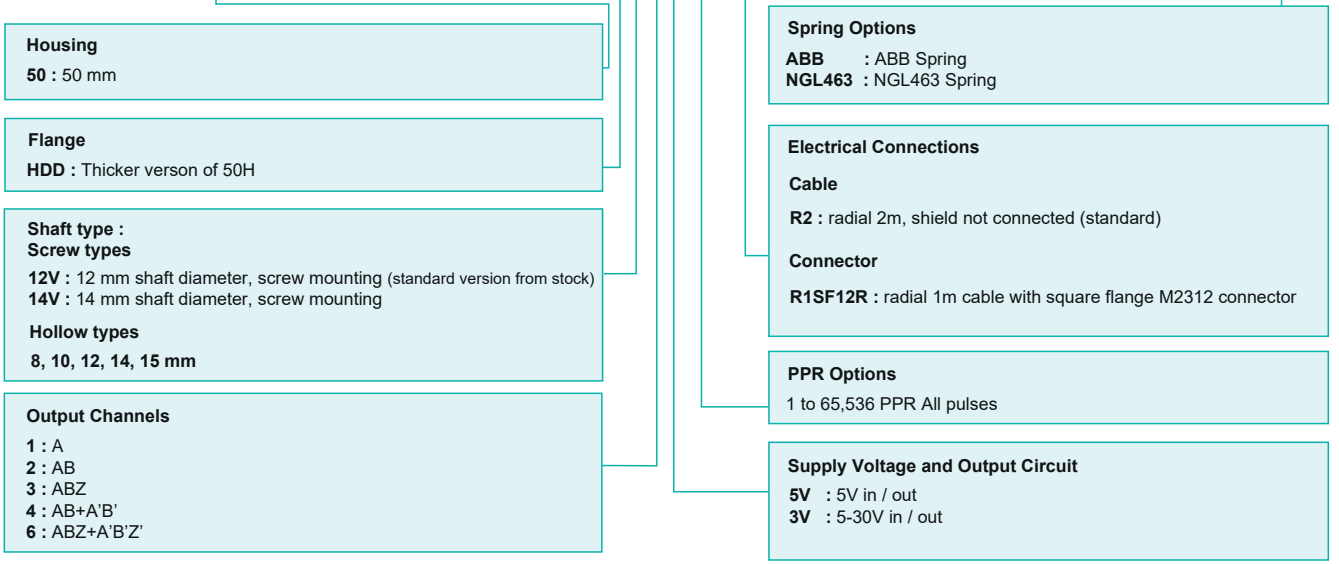 Housing
50 : 50 mm
Flange
HDD : Thicker verson of 50H
Shaft type :
Screw types
12V : 12 mm shaft diameter, screw mounting (standard version from stock)
14V : 14 mm shaft diameter, screw mounting
Hollow types
8, 10, 12, 14, 15 mm
Output Channels
1 : A
2 : AB
3 : ABZ
4 : AB+A’B’
6 : ABZ+A’B’Z’
Spring Options
ABB : ABB Spring
NGL463 : NGL463 Spring
Electrical Connections
Cable
R2 : radial 2m, shield not connected (standard)
Connector
R1SF12R : radial 1m cable with square flange M2312 connector
PPR Options
1 to 65,536 PPR All pulses
Supply Voltage and Output Circuit
5V : 5V in / out
3V : 5-30V in / out